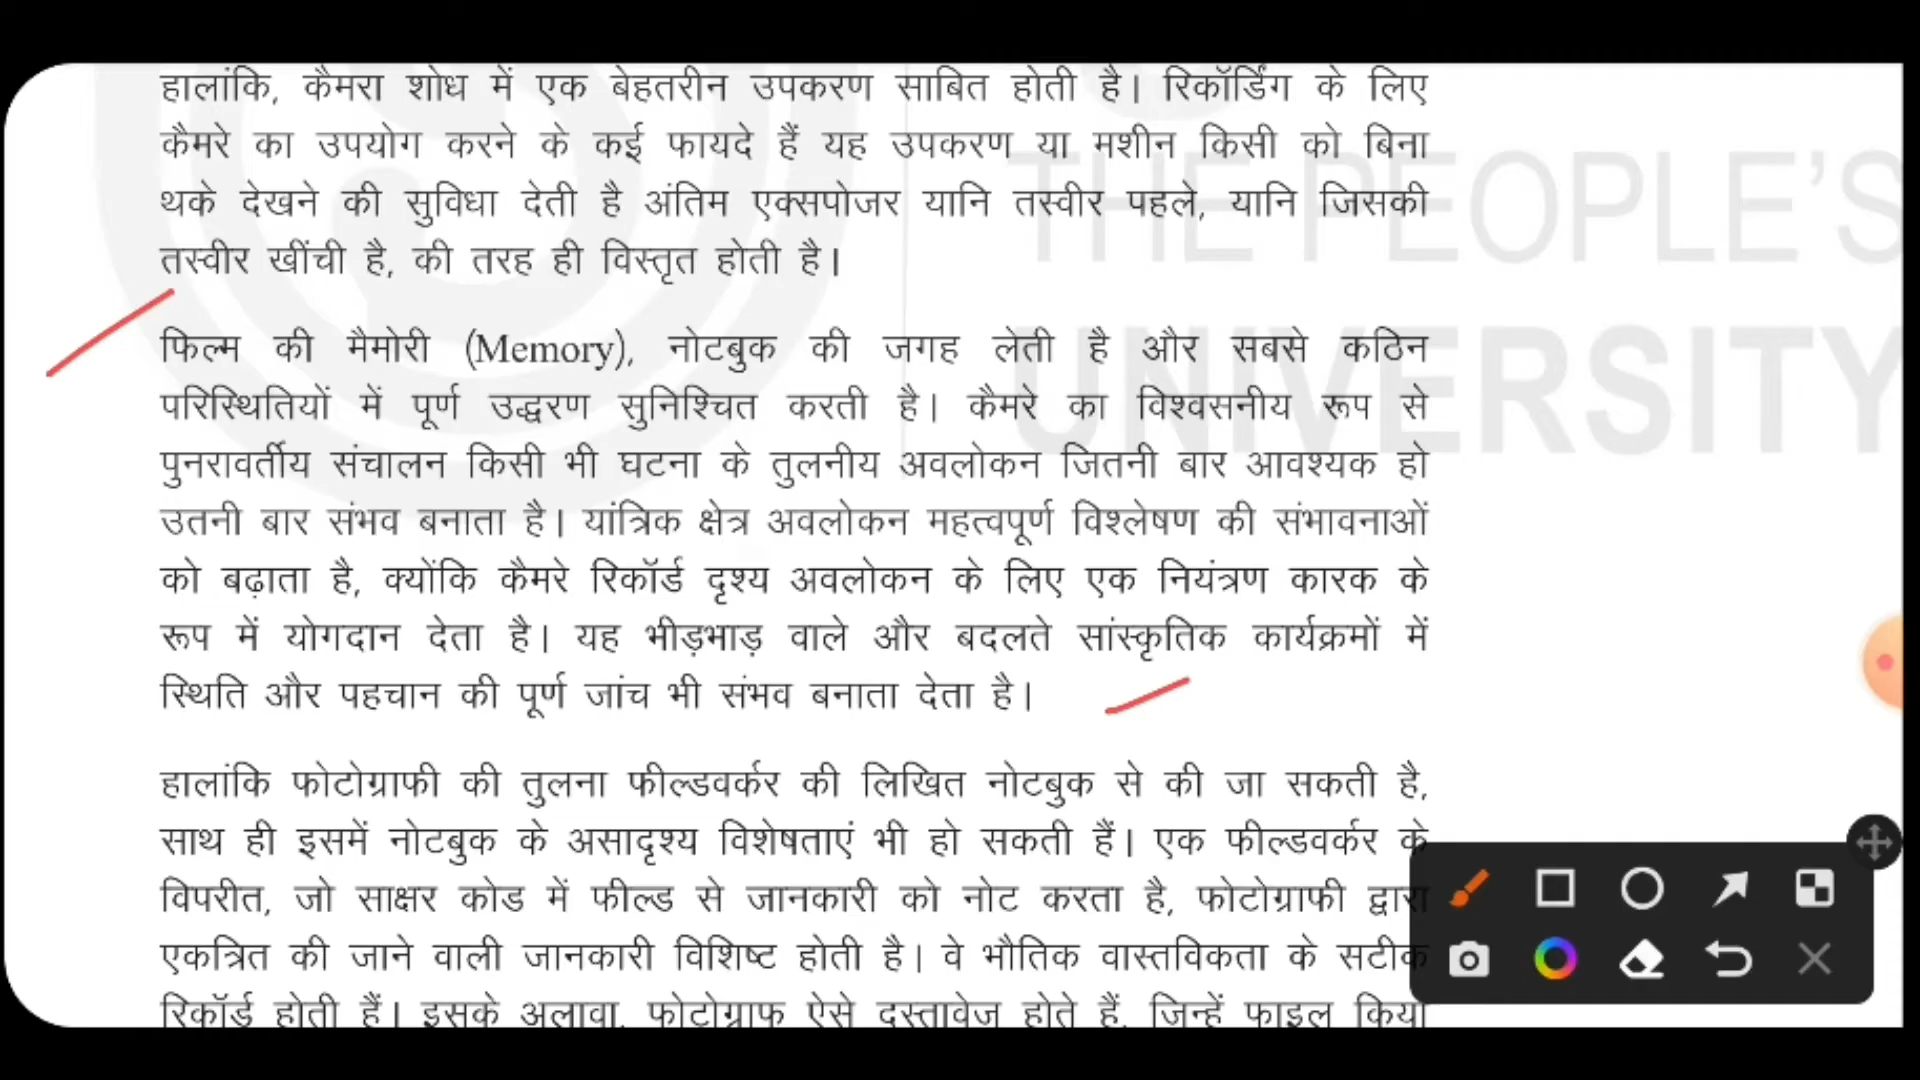 हालांकि, कैमरा शोध में एक बेहतरीन उपकरण साबित होती है। रिकॉर्डिंग के लिए
कैमरे का उपयोग करने के कई फायदे हैं यह उपकरण या मशीन किसी को बिना
थके देखने की सुविधा देती है अंतिम एक्सपोजर यानि तस्वीर पहले, यानि जिसकी
तस्वीर खींची है, की तरह ही विस्तृत होती है।
THE PEOPLE'S
UNIVERSITY
फिल्म की मैमोरी (Memory), नोटबुक की जगह लेती है और सबसे कठिन
परिस्थितियों में पूर्ण उद्धरण सुनिश्चित करती है। कैमरे का विश्वसनीय रूप से
पुनरावर्तीय संचालन किसी भी घटना के तुलनीय अवलोकन जितनी बार आवश्यक हो
उतनी बार संभव बनाता है। यांत्रिक क्षेत्र अवलोकन महत्वपूर्ण विश्लेषण की संभावनाओं
को बढ़ाता है, क्योंकि कैमरे रिकॉर्ड दृश्य अवलोकन के लिए एक नियंत्रण कारक के
रूप में योगदान देता है। यह भीड़भाड़ वाले और बदलते सांस्कृतिक कार्यक्रमों में
स्थिति और पहचान की पूर्ण जांच भी संभव बनाता देता है।
हालांकि फोटोग्राफी की तुलना फील्डवर्कर की लिखित नोटबुक से की जा सकती है,
साथ ही इसमें नोटबुक के असादृश्य विशेषताएं भी हो सकती हैं। एक फील्डवर्कर के
विपरीत, जो साक्षर कोड में फील्ड से जानकारी को नोट करता है, फोटोग्राफी द्वारा
एकत्रित की जाने वाली जानकारी विशिष्ट होती है। वे भौतिक वास्तविकता के सटीक
रिकॉर्ड होती हैं। इसके अलावा, फोटोग्राफ ऐसे दस्तावेज होते हैं, जिन्हें फाइल किया